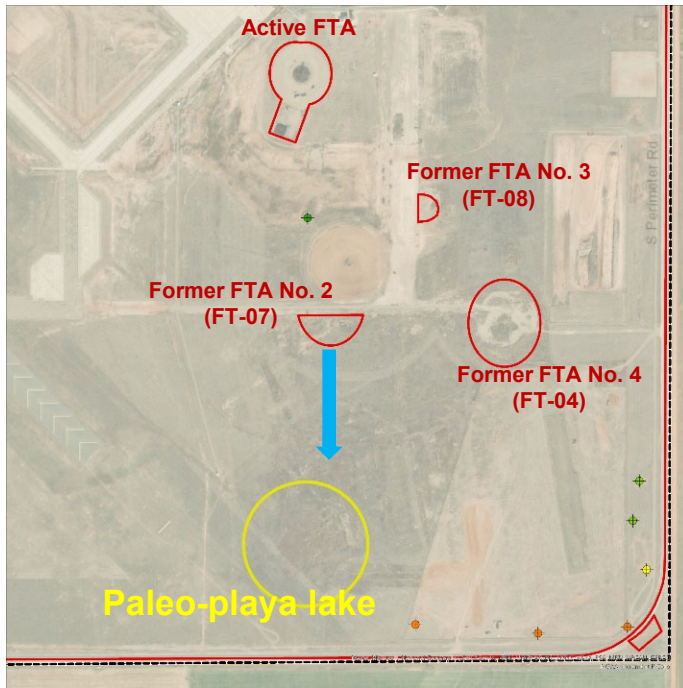 Active FTA
Former FTA No. 3
(FT-08)
S Perimeter Rd
Former FTA No. 2
(FT-07)
Former FTA No. 4
(FT-04)
Paleo-playa lake